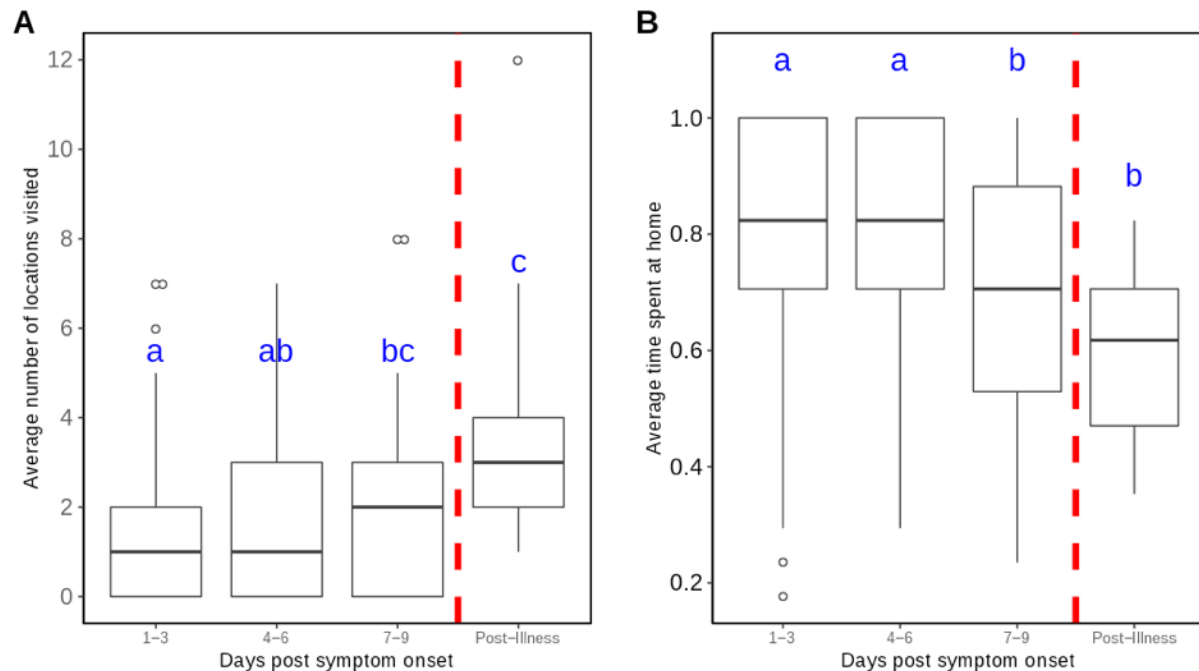 A
Average number of locations visited
12
10
8
6
4
2
0
a
ab
bc
c
1–3
4–6
7–9
Post–Illness
Days post symptom onset
B
Average time spent at home
1.0
0.8
0.6
0.4
0.2
a
a
b
b
1–3
4–6
7–9
Post–Illness
Days post symptom onset